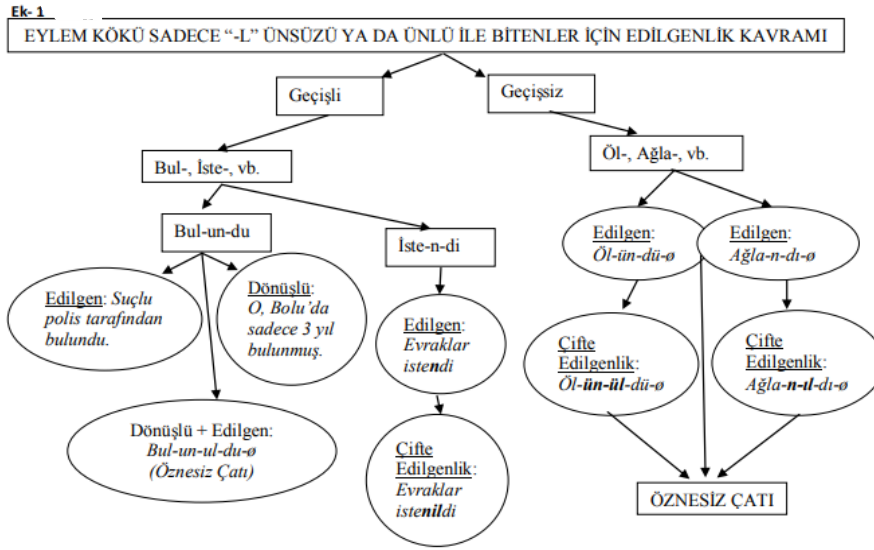 Ek- 1
EYLEM KÖKÜ SADECE “-L” ÜNSÜZÜ YA DA ÜNLÜ İLE BİTENLER İÇİN EDİLGENLİK KAVRAMI
Geçişli
Geçişsiz
Bul-, İste-, vb.
Öl-, Ağla-, vb.
Bul-un-du
İste-n-di
Edilgen:
Öl-ün-dü-ø
Edilgen:
Ağla-n-dı-ø
Edilgen: Suçlu
polis tarafından
bulundu.
Dönüşlü:
O, Bolu’da
sadece 3 yıl
bulunmuş.
Edilgen:
Evraklar
istendi
Çifte
Edilgenlik:
Öl-ün-ül-dü-ø
Çifte
Edilgenlik:
Ağla-n-ıl-dı-ø
Dönüşlü + Edilgen:
Bul-un-ul-du-ø
(Öznesiz Çatı)
Çifte
Edilgenlik:
Evraklar
istenildi
ÖZNESİZ ÇATI